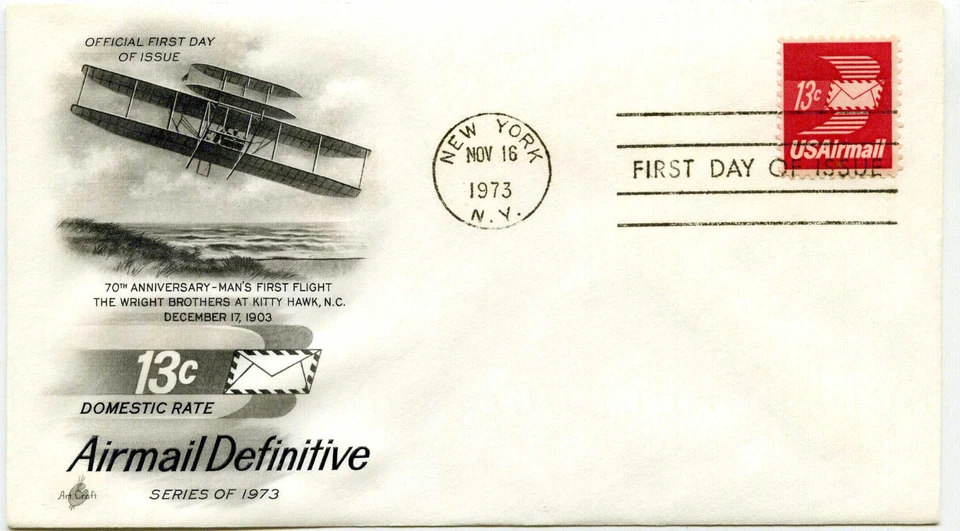 OFFICIAL FIRST DAY
OF ISSUE
70TH ANNIVERSARY-MAN'S FIRST FLIGHT
THE WRIGHT BROTHERS AT KITTY HAWK, N.C.
DECEMBER 17, 1903
13c
DOMESTIC RATE
Airmail Definitive
SERIES OF 1973
Art Craft
NEW YORK
NOV 16
1973
N.Y.
13c
USAirmail
FIRST DAY OF ISSUE